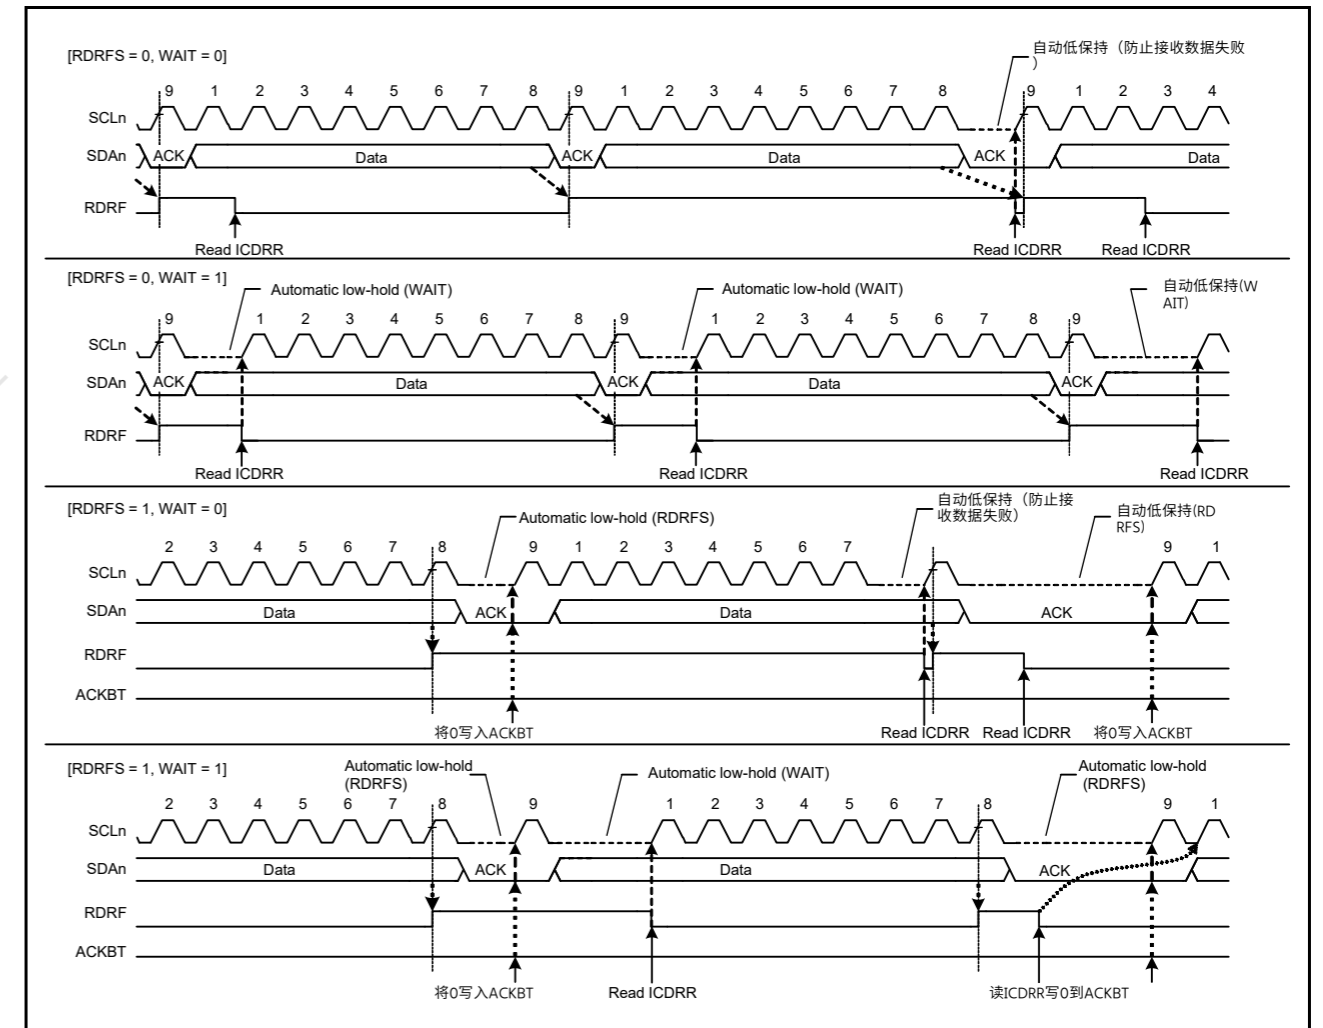 [RDRFS = 0, WAIT = 0]
自动低保持（防止接收数据失败
）
9 1 2 3 4 5 6 7 8 9 1 2 3 4 5 6 7 8 9 1 2 3 4
SCLn
SDAn ACK Data ACK Data ACK Data
RDRF
Read ICDRR Read ICDRR Read ICDRR
[RDRFS = 0, WAIT = 1]
Automatic low-hold (WAIT) Automatic low-hold (WAIT) 自动低保持(W
AIT)
9 1 2 3 4 5 6 7 8 9 1 2 3 4 5 6 7 8 9
SCLn
SDAn ACK Data ACK Data ACK
RDRF
Read ICDRR Read ICDRR Read ICDRR
[RDRFS = 1, WAIT = 0]
Automatic low-hold (RDRFS)
自动低保持（防止接
收数据失败）
自动低保持(RD
RFS)
2 3 4 5 6 7 8 9 1 2 3 4 5 6 7 8 9 1
SCLn
SDAn Data ACK Data ACK
RDRF
ACKBT
将0写入ACKBT Read ICDRR Read ICDRR 将0写入ACKBT
[RDRFS = 1, WAIT = 1]
Automatic low-hold
(RDRFS)
Automatic low-hold (WAIT)
Automatic low-hold
(RDRFS)
2 3 4 5 6 7 8 9 1 2 3 4 5 6 7 8 9 1
SCLn
SDAn Data ACK Data ACK
RDRF
ACKBT
将0写入ACKBT Read ICDRR 读ICDRR写0到ACKBT